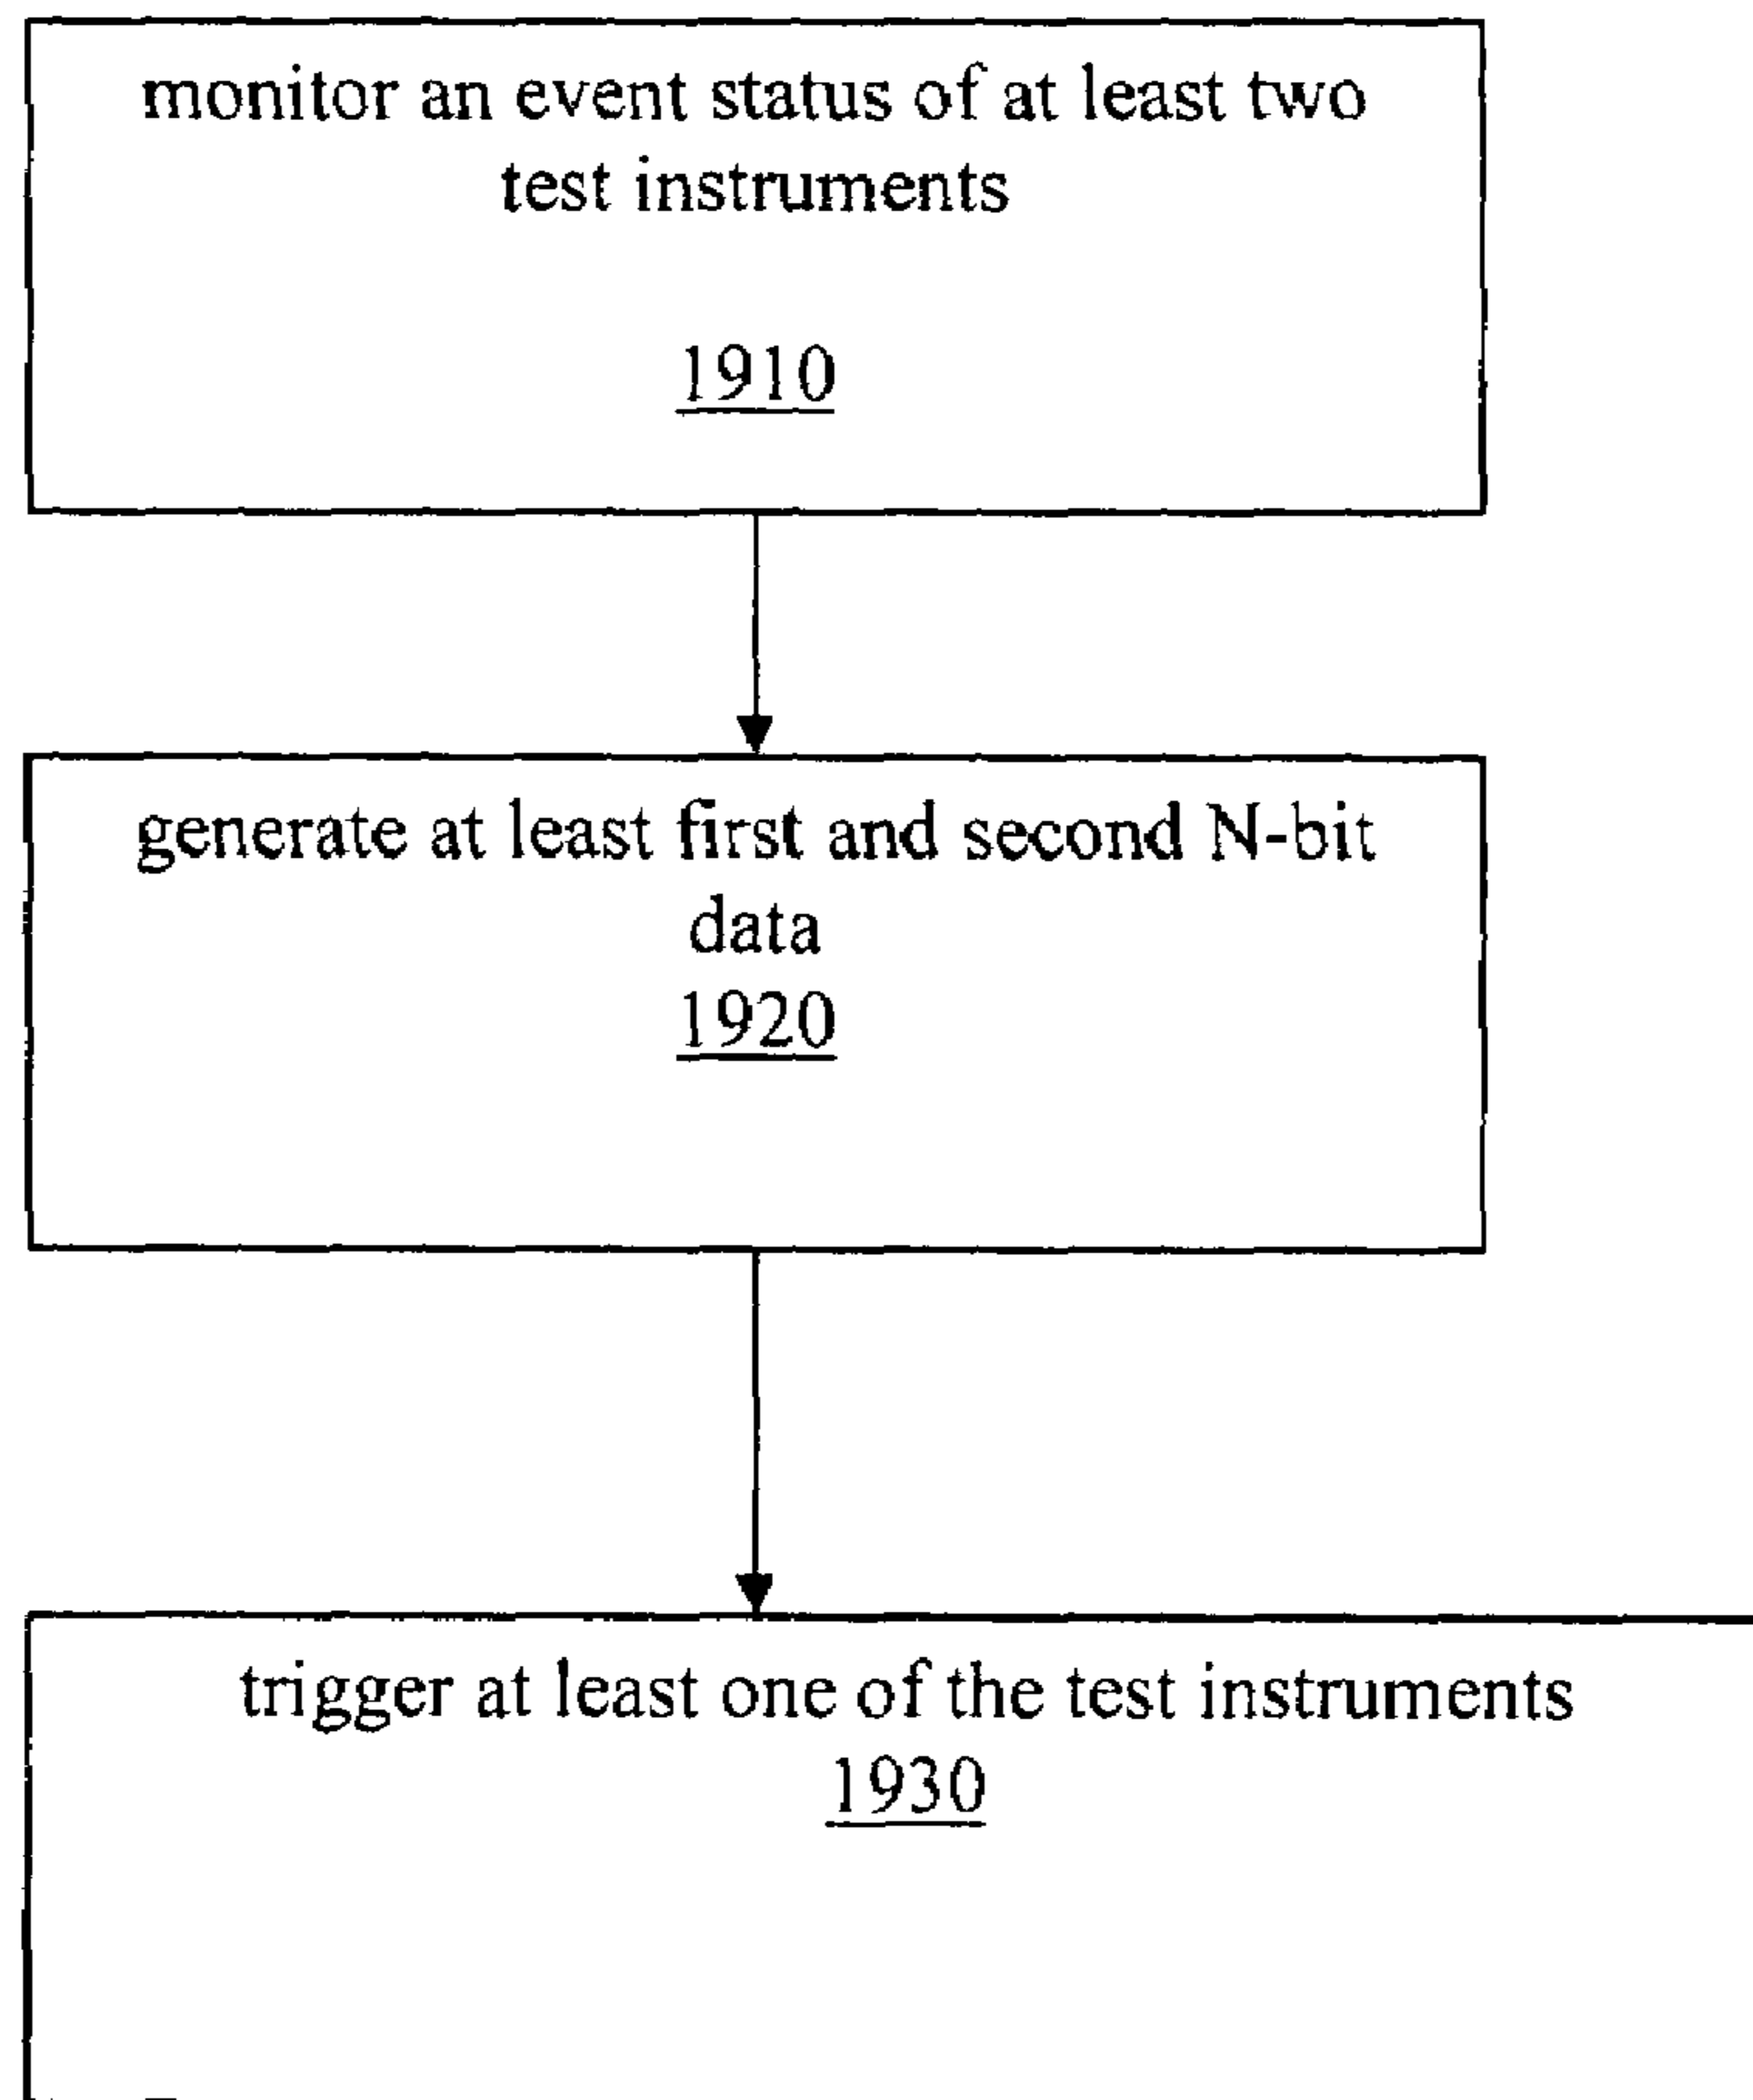 monitor an event status of at least two
test instruments
1910
generate at least first and second N-bit
data
1920
trigger at least one of the test instruments
1930